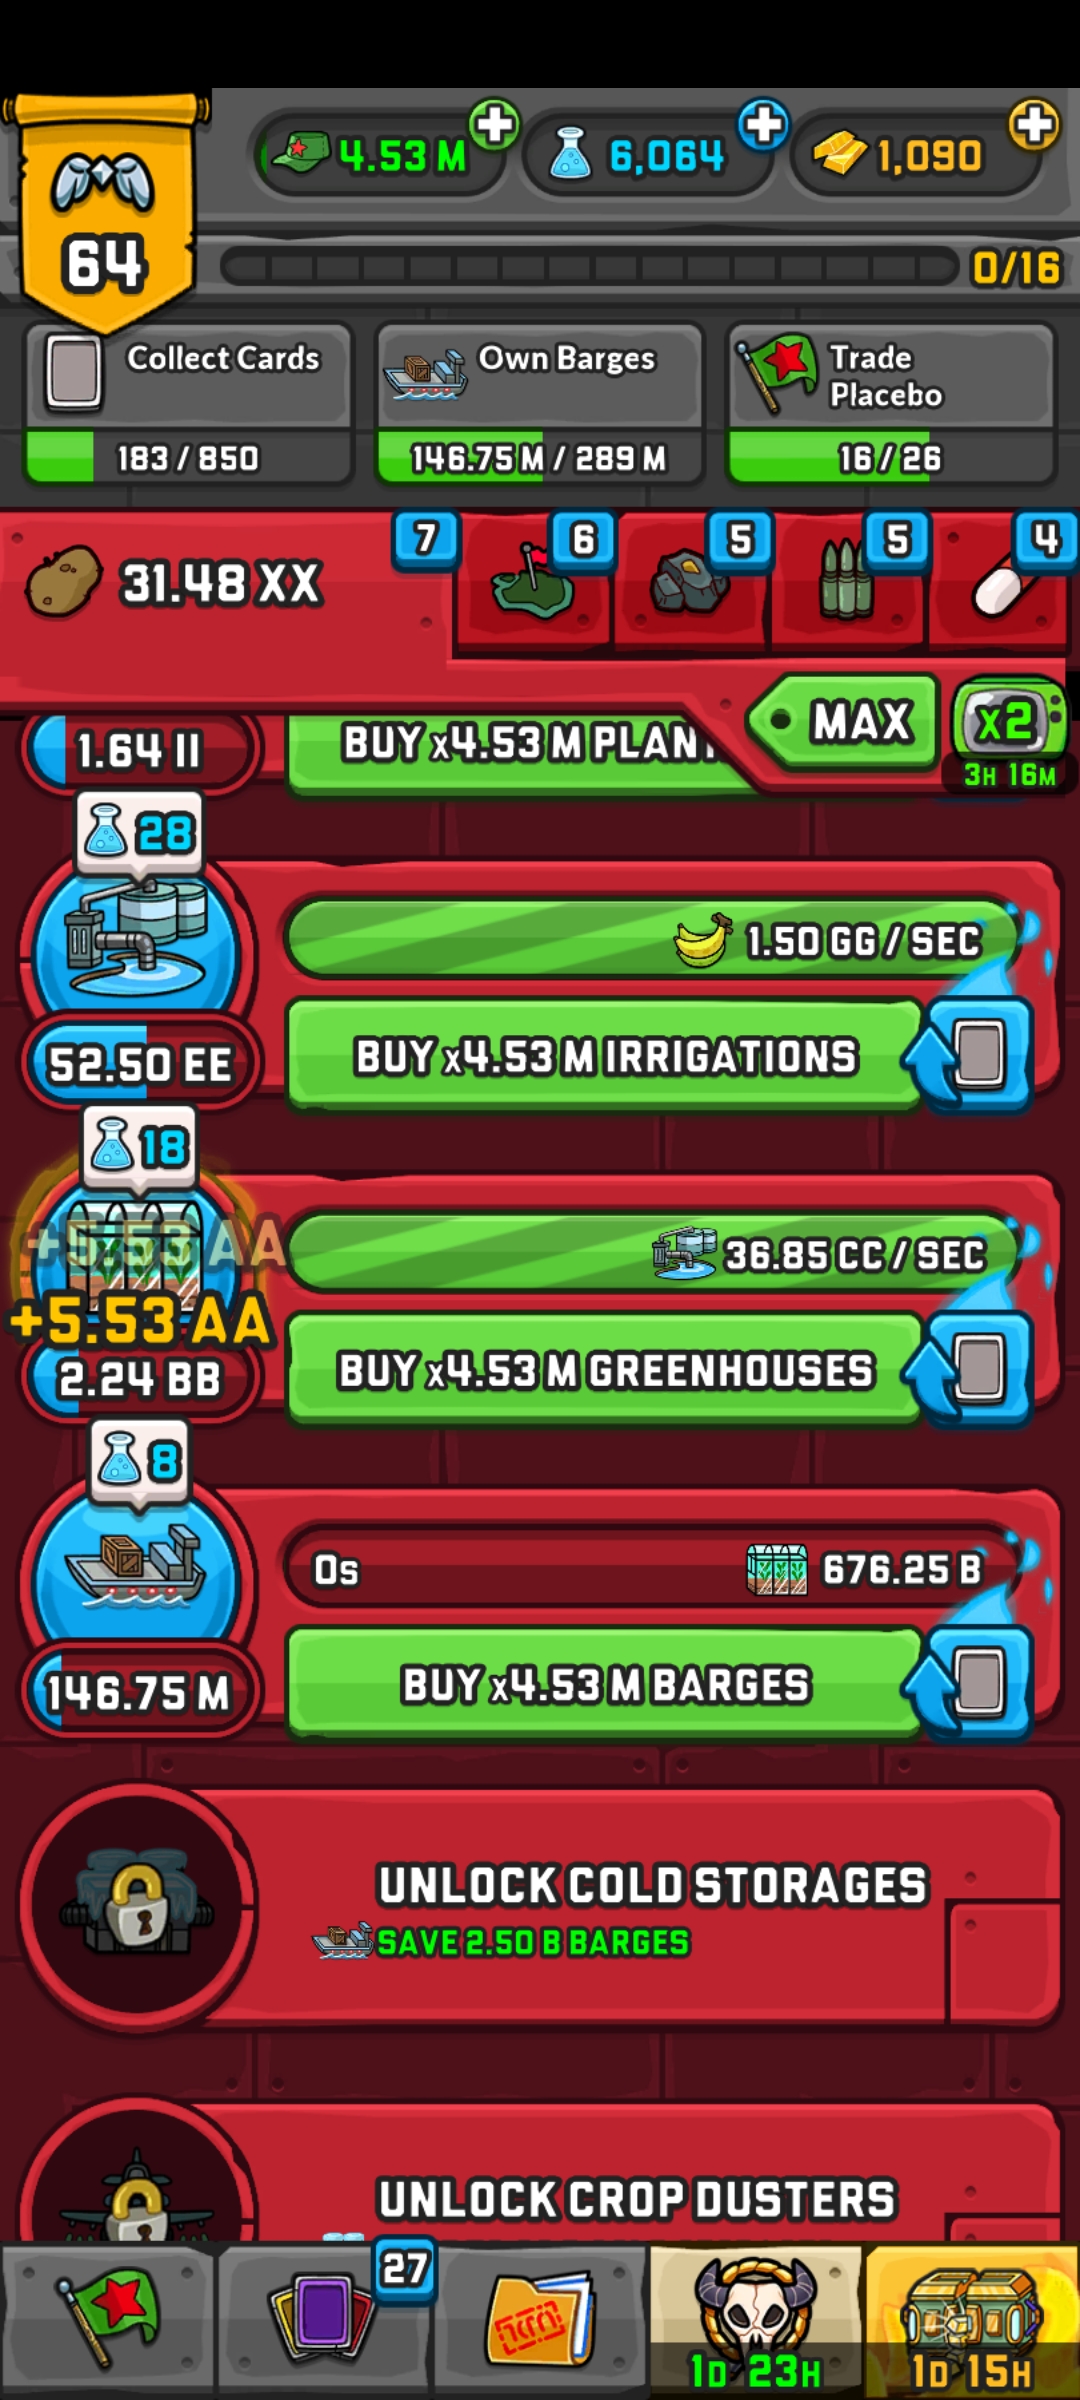 64
4.53 M
6,064
1,090
0/16
Collect Cards
183 / 850
Own Barges
146.75 M / 289 M
Trade
Placebo
16 / 26
31.48 XX
7
6
5
5
4
MAX
X2
3H 16M
1.64 II
BUY x4.53 M PLANT
28
1.50 GG / SEC
52.50 EE
BUY x4.53 M IRRIGATIONS
18
+5.53 AA
+5.53 AA
36.85 CC / SEC
2.24 BB
BUY x4.53 M GREENHOUSES
8
0s
676.25 B
146.75 M
BUY x4.53 M BARGES
UNLOCK COLD STORAGES
SAVE 2.50 B BARGES
UNLOCK CROP DUSTERS
27
1D 23H
1D 15H